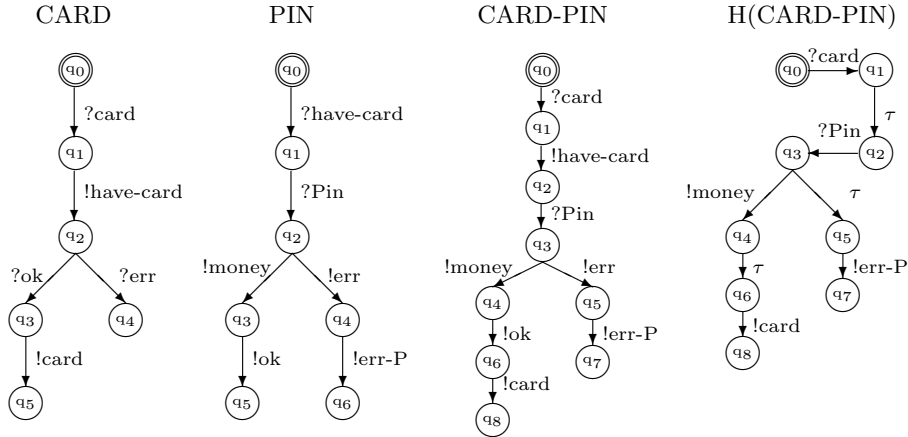 CARD PIN CARD-PIN H(CARD-PIN)
q0 q0 q0 q0 ?card q1
?card ?have-card ?card τ
q1 q1 q1 q3 ?Pin q2
!have-card ?Pin !have-card
q2 q2 q2 !money τ
?ok ?err !money !err ?Pin
q3 q4 q3 q4 q3 q4 q5
!card !ok !err-P !money !err τ !err-P
q5 q5 q6 q4 q5 q6 q7
!ok !err-P !card
q6 q7 q8
!card
q8